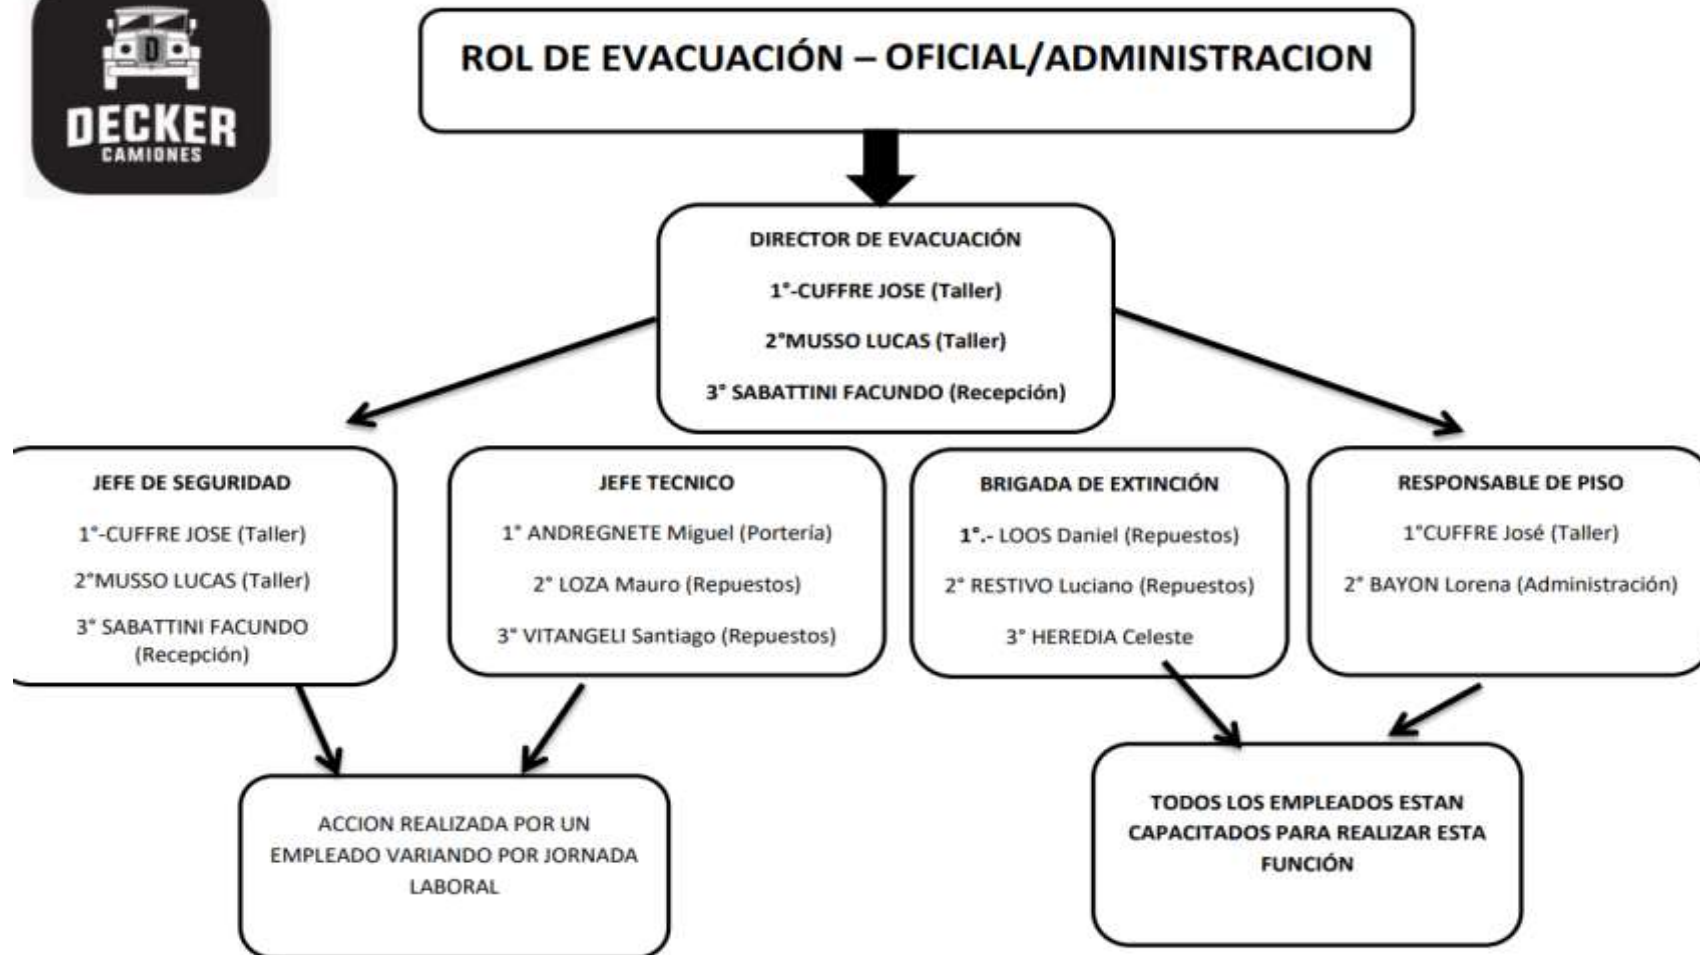 DECKER
CAMIONES
ROL DE EVACUACIÓN – OFICIAL/ADMINISTRACION
DIRECTOR DE EVACUACIÓN
1°-CUFFRE JOSE (Taller)
2°MUSSO LUCAS (Taller)
3° SABATTINI FACUNDO (Recepción)
JEFE DE SEGURIDAD
1°-CUFFRE JOSE (Taller)
2°MUSSO LUCAS (Taller)
3° SABATTINI FACUNDO
(Recepción)
JEFE TECNICO
1° ANDREGNETE Miguel (Portería)
2° LOZA Mauro (Repuestos)
3° VITANGELI Santiago (Repuestos)
BRIGADA DE EXTINCIÓN
1°.- LOOS Daniel (Repuestos)
2° RESTIVO Luciano (Repuestos)
3° HEREDIA Celeste
RESPONSABLE DE PISO
1°CUFFRE José (Taller)
2° BAYON Lorena (Administración)
ACCION REALIZADA POR UN
EMPLEADO VARIANDO POR JORNADA
LABORAL
TODOS LOS EMPLEADOS ESTAN
CAPACITADOS PARA REALIZAR ESTA
FUNCIÓN